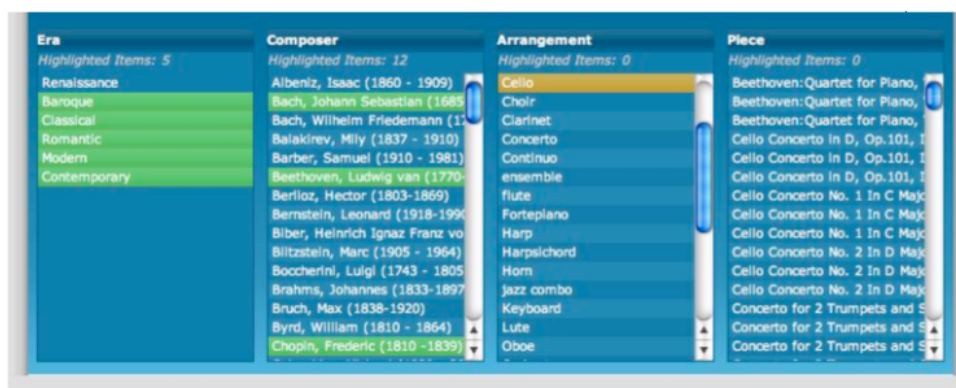 Era
Highlighted Items: 5
Renaissance
Baroque
Classical
Romantic
Modern
Contemporary
Composer
Highlighted Items: 12
Albeniz, Isaac (1860 - 1909)
Bach, Johann Sebastian (1685
Bach, Wilhelm Friedemann (17
Balakirev, Mily (1837 - 1910)
Barber, Samuel (1910 - 1981)
Beethoven, Ludwig van (1770-
Berlioz, Hector (1803-1869)
Bernstein, Leonard (1918-1990
Biber, Heinrich Ignaz Franz vo
Blitzstein, Marc (1905 - 1964)
Boccherini, Luigi (1743 - 1805
Brahms, Johannes (1833-1897
Bruch, Max (1838-1920)
Byrd, William (1810 - 1864)
Chopin, Frederic (1810 -1839)
Arrangement
Highlighted Items: 0
Cello
Choir
Clarinet
Concerto
Continuo
ensemble
flute
Fortepiano
Harp
Harpsichord
Horn
jazz combo
Keyboard
Lute
Oboe
Piece
Highlighted Items: 0
Beethoven:Quartet for Piano,
Beethoven:Quartet for Piano,
Beethoven:Quartet for Piano,
Cello Concerto in D, Op.101, I
Cello Concerto in D, Op.101, I
Cello Concerto in D, Op.101, I
Cello Concerto No. 1 In C Majo
Cello Concerto No. 1 In C Majo
Cello Concerto No. 1 In C Majo
Cello Concerto No. 2 In D Majo
Cello Concerto No. 2 In D Majo
Cello Concerto No. 2 In D Majo
Concerto for 2 Trumpets and S
Concerto for 2 Trumpets and S
Concerto for 2 Trumpets and S